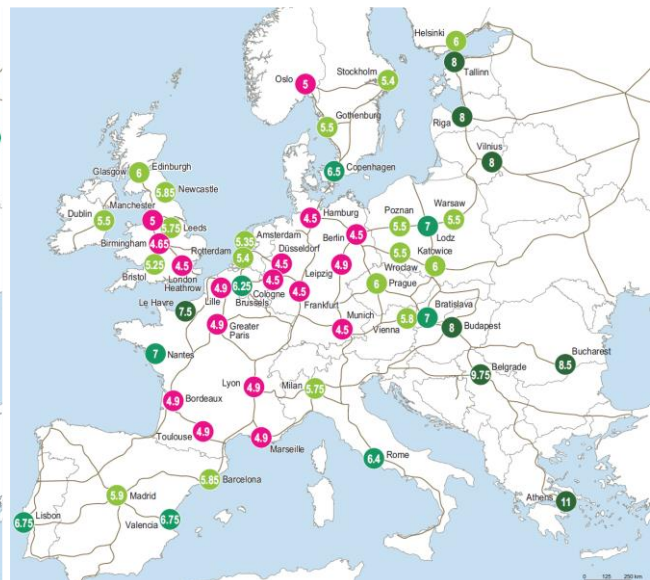 Helsinki
6
8
Tallinn
Oslo
5
Stockholm
5.4
5.5
Gothenburg
8
Riga
Vilnius
8
6.5
Copenhagen
Edinburgh
Glasgow
6
5.85
Newcastle
Manchester
5
Dublin
5.5
5.75
Leeds
Birmingham
4.65
Rotterdam
5.25
Bristol
4.5
London
Heathrow
4.5
Hamburg
Amsterdam
5.35
5.4
Düsseldorf
4.5
Berlin
4.5
Poznan
5.5
Warsaw
5.5
7
Lodz
5.5
Katowice
Wroclaw
6
Leipzig
4.9
4.5
Cologne
6.25
Brussels
4.9
Lille
4.5
Frankfurt
6
Prague
Le Havre
7.5
4.9
Greater
Paris
Munich
4.5
Bratislava
5.8
7
Vienna
Budapest
8
7
Nantes
Belgrade
9.75
Bucharest
8.5
Lyon
4.9
Milan
5.75
4.9
Bordeaux
4.9
Toulouse
4.9
Marseille
6.4
Rome
5.85
Barcelona
5.9
Madrid
6.75
Lisbon
6.75
Valencia
Athens
11
0 125 250 km